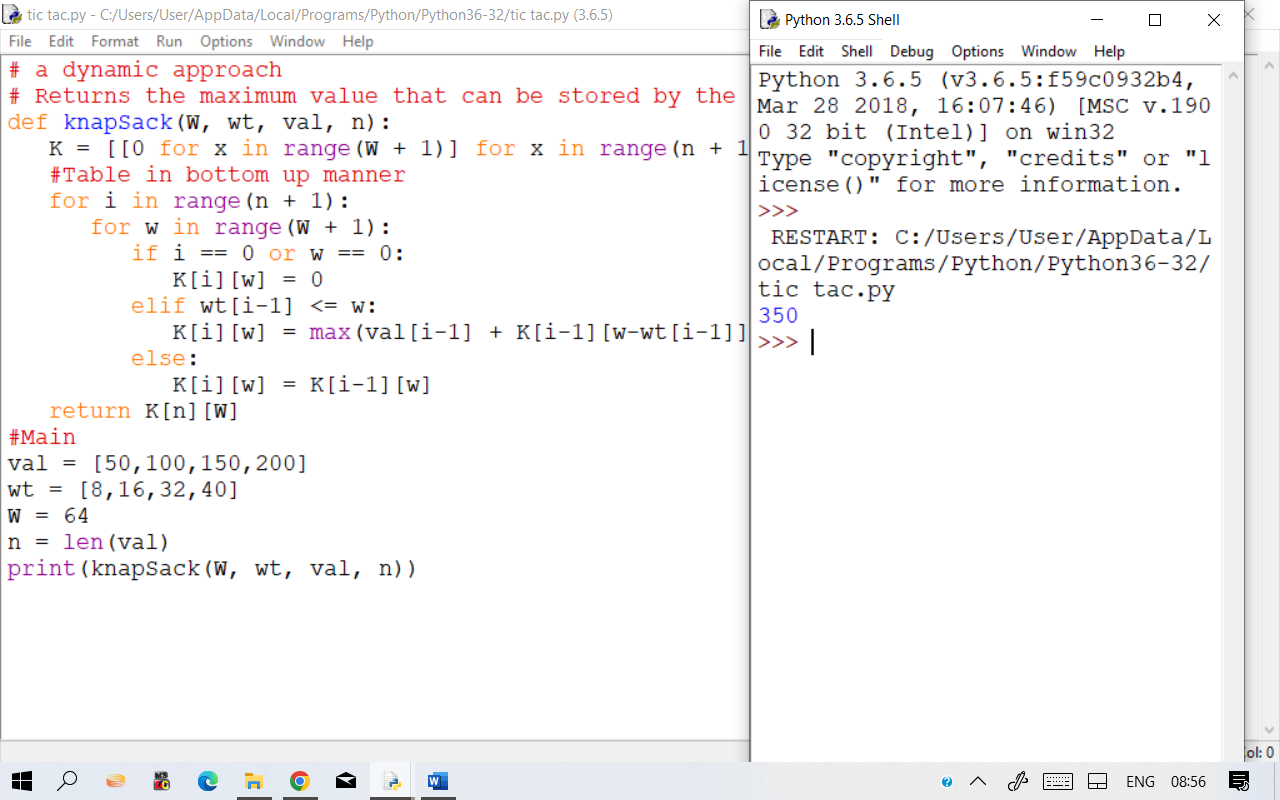 tic tac.py - C:/Users/User/AppData/Local/Programs/Python/Python36-32/tic tac.py (3.6.5)
File Edit Format Run Options Window Help
# a dynamic approach
# Returns the maximum value that can be stored by the
def knapSack(W, wt, val, n):
   K = [[0 for x in range(W + 1)] for x in range(n + 1
   #Table in bottom up manner
   for i in range(n + 1):
      for w in range(W + 1):
         if i == 0 or w == 0:
            K[i][w] = 0
         elif wt[i-1] <= w:
            K[i][w] = max(val[i-1] + K[i-1][w-wt[i-1]]
         else:
            K[i][w] = K[i-1][w]
   return K[n][W]
#Main
val = [50,100,150,200]
wt = [8,16,32,40]
W = 64
n = len(val)
print(knapSack(W, wt, val, n))
Python 3.6.5 Shell
File Edit Shell Debug Options Window Help
Python 3.6.5 (v3.6.5:f59c0932b4,
Mar 28 2018, 16:07:46) [MSC v.190
0 32 bit (Intel)] on win32
Type "copyright", "credits" or "l
icense()" for more information.
>>>
 RESTART: C:/Users/User/AppData/L
ocal/Programs/Python/Python36-32/
tic tac.py
350
>>>
ol: 0
ENG 08:56